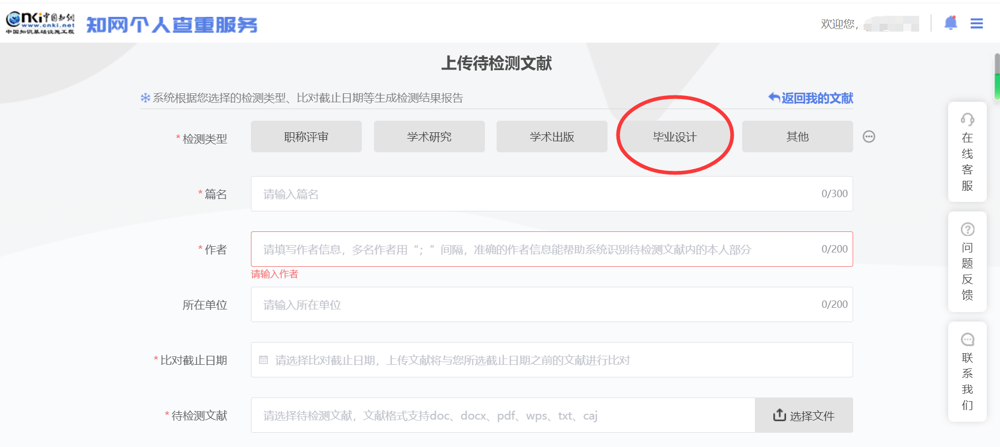 cnki中国知网
www.cnki.net
中国知识基础设施工程
知网个人查重服务
欢迎您，
上传待检测文献
系统根据您选择的检测类型、比对截止日期等生成检测结果报告
返回我的文献
*检测类型
职称评审
学术研究
学术出版
毕业设计
其他
*篇名
请输入篇名
0/300
*作者
请填写作者信息，多名作者用“；”间隔，准确的作者信息能帮助系统识别待检测文献内的本人部分
0/200
请输入作者
所在单位
请输入所在单位
0/200
*比对截止日期
请选择比对截止日期，上传文献将与您所选截止日期之前的文献进行比对
*待检测文献
请选择待检测文献，文献格式支持doc、docx、pdf、wps、txt、caj
选择文件
在线客服
问题反馈
联系我们